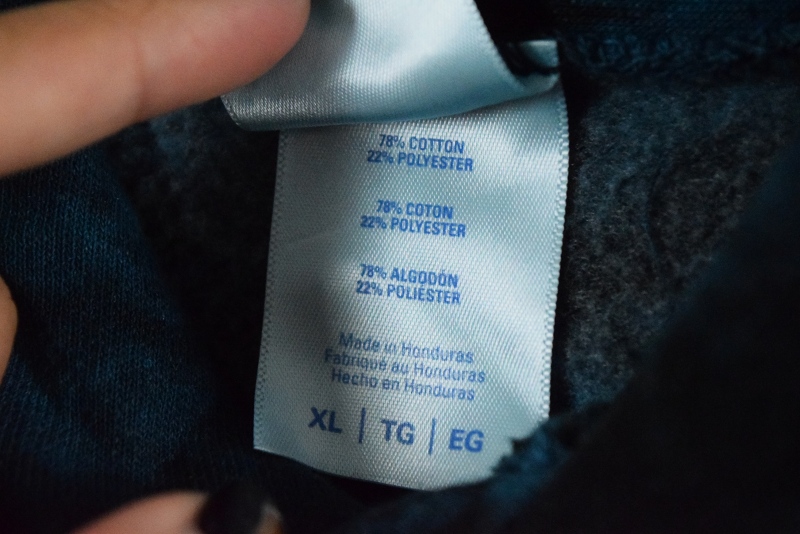 78% COTTON
22% POLYESTER
78% COTON
22% POLYESTER
78% ALGODÓN
22% POLIÉSTER
Made in Honduras
Fabriqué au Honduras
Hecho en Honduras
XL | TG | EG